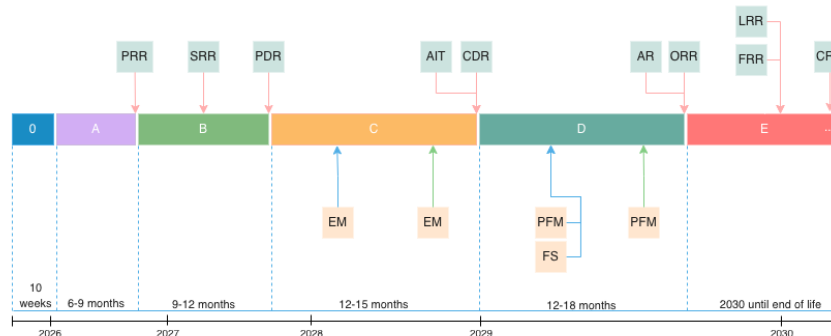 LRR
PRR SRR PDR AIT CDR AR ORR FRR
0 A B C D E ...
EM EM PFM PFM
FS
10
weeks 6-9 months 9-12 months 12-15 months 12-18 months 2030 until end of life
2026 2027 2028 2029 2030